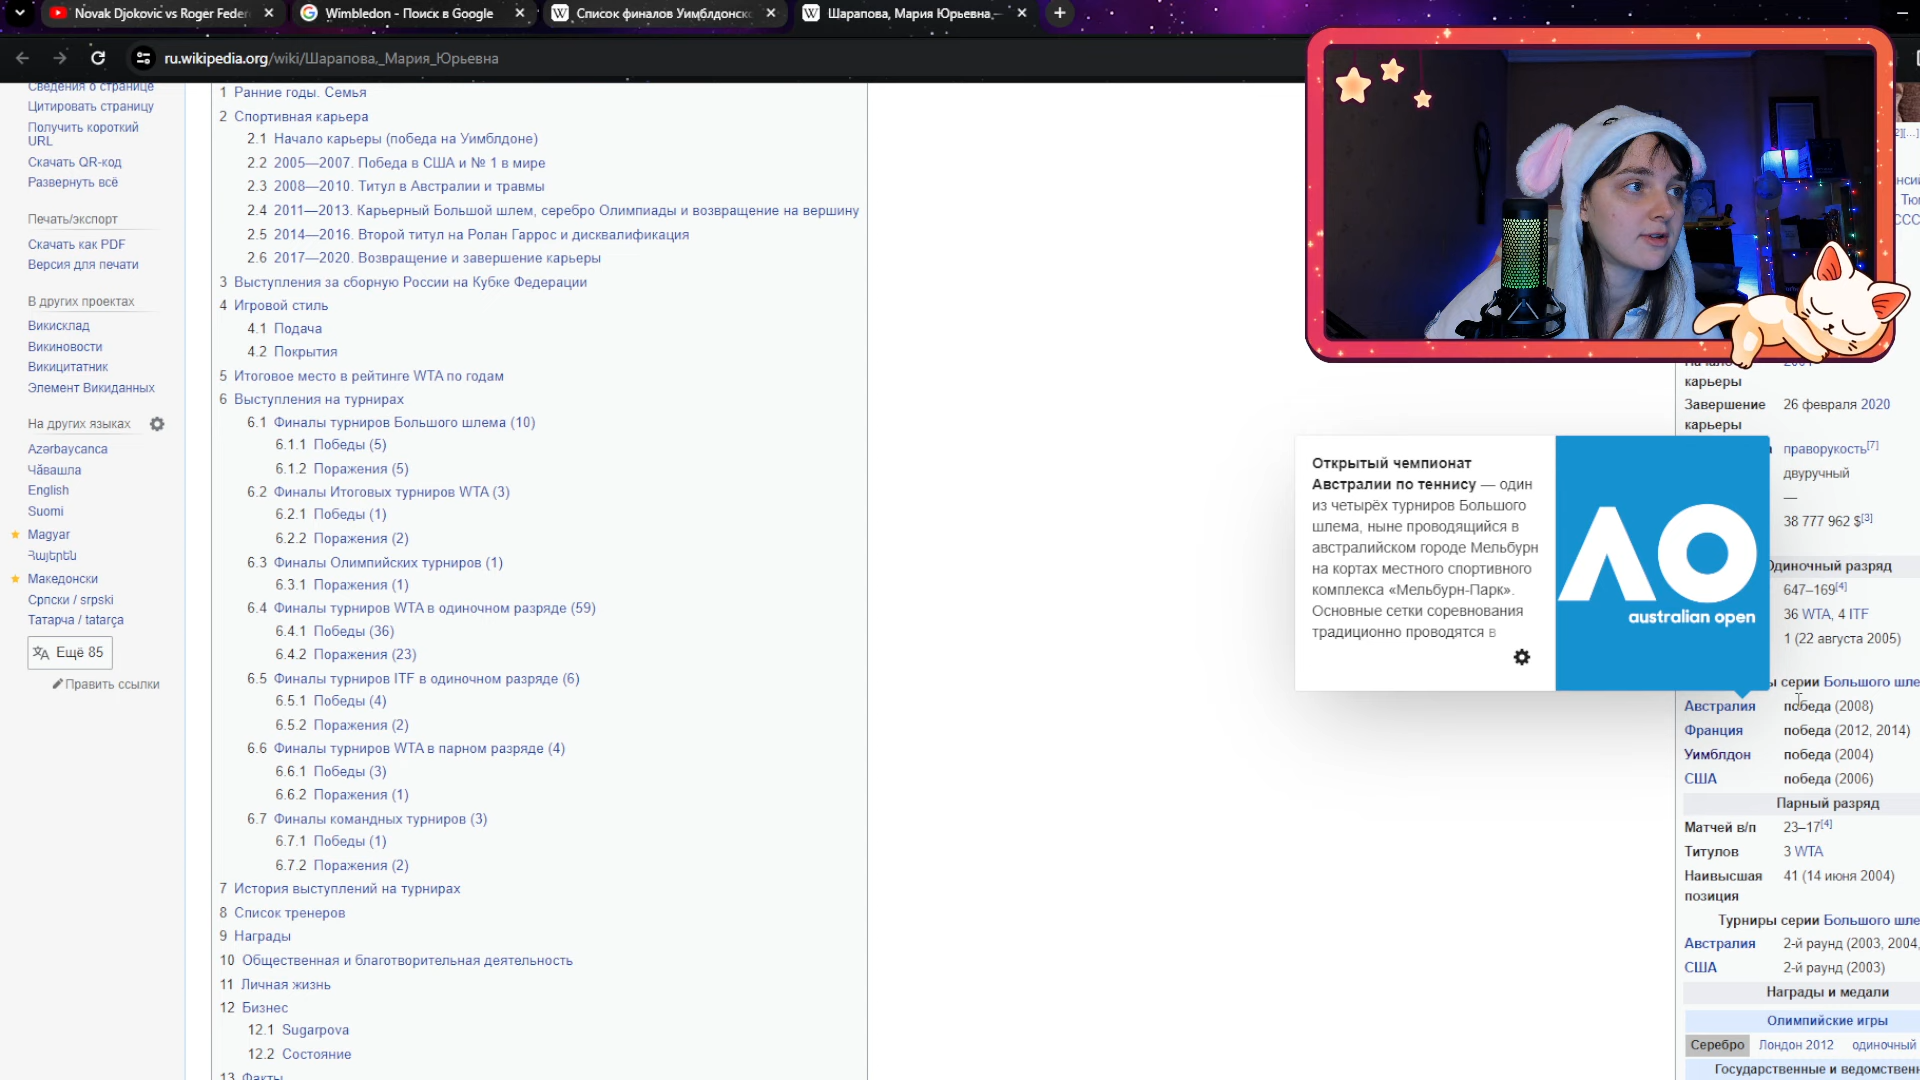 Novak Djokovic vs Roger Feder
Wimbledon - Поиск в Google
Список финалов Уимблдонск
Шарапова, Мария Юрьевна —
ru.wikipedia.org/wiki/Шарапова,_Мария_Юрьевна
Сведения о странице
Цитировать страницу
Получить короткий
URL
Скачать QR-код
Развернуть всё
Печать/экспорт
Скачать как PDF
Версия для печати
В других проектах
Викисклад
Викиновости
Викицитатник
Элемент Викиданных
На других языках
Azərbaycanca
Чӑвашла
English
Suomi
Magyar
Հայերեն
Македонски
Српски / srpski
Татарча / tatarça
Ещё 85
Править ссылки
1 Ранние годы. Семья
2 Спортивная карьера
2.1 Начало карьеры (победа на Уимблдоне)
2.2 2005—2007. Победа в США и № 1 в мире
2.3 2008—2010. Титул в Австралии и травмы
2.4 2011—2013. Карьерный Большой шлем, серебро Олимпиады и возвращение на вершину
2.5 2014—2016. Второй титул на Ролан Гаррос и дисквалификация
2.6 2017—2020. Возвращение и завершение карьеры
3 Выступления за сборную России на Кубке Федерации
4 Игровой стиль
4.1 Подача
4.2 Покрытия
5 Итоговое место в рейтинге WTA по годам
6 Выступления на турнирах
6.1 Финалы турниров Большого шлема (10)
6.1.1 Победы (5)
6.1.2 Поражения (5)
6.2 Финалы Итоговых турниров WTA (3)
6.2.1 Победы (1)
6.2.2 Поражения (2)
6.3 Финалы Олимпийских турниров (1)
6.3.1 Поражения (1)
6.4 Финалы турниров WTA в одиночном разряде (59)
6.4.1 Победы (36)
6.4.2 Поражения (23)
6.5 Финалы турниров ITF в одиночном разряде (6)
6.5.1 Победы (4)
6.5.2 Поражения (2)
6.6 Финалы турниров WTA в парном разряде (4)
6.6.1 Победы (3)
6.6.2 Поражения (1)
6.7 Финалы командных турниров (3)
6.7.1 Победы (1)
6.7.2 Поражения (2)
7 История выступлений на турнирах
8 Список тренеров
9 Награды
10 Общественная и благотворительная деятельность
11 Личная жизнь
12 Бизнес
12.1 Sugarpova
12.2 Состояние
13 Факты
Открытый чемпионат
Австралии по теннису — один
из четырёх турниров Большого
шлема, ныне проводящийся в
австралийском городе Мельбурн
на кортах местного спортивного
комплекса «Мельбурн-Парк».
Основные сетки соревнования
традиционно проводятся в
AO
australian open
карьеры
Завершение 26 февраля 2020
карьеры
праворукость[7]
двуручный
—
38 777 962 $[3]
Одиночный разряд
647–169[4]
36 WTA, 4 ITF
1 (22 августа 2005)
серии Большого шле
Австралия победа (2008)
Франция победа (2012, 2014)
Уимблдон победа (2004)
США победа (2006)
Парный разряд
Матчей в/п 23–17[4]
Титулов 3 WTA
Наивысшая 41 (14 июня 2004)
позиция
Турниры серии Большого шле
Австралия 2-й раунд (2003, 2004,
США 2-й раунд (2003)
Награды и медали
Олимпийские игры
Серебро Лондон 2012 одиночный
Государственные и ведомственн